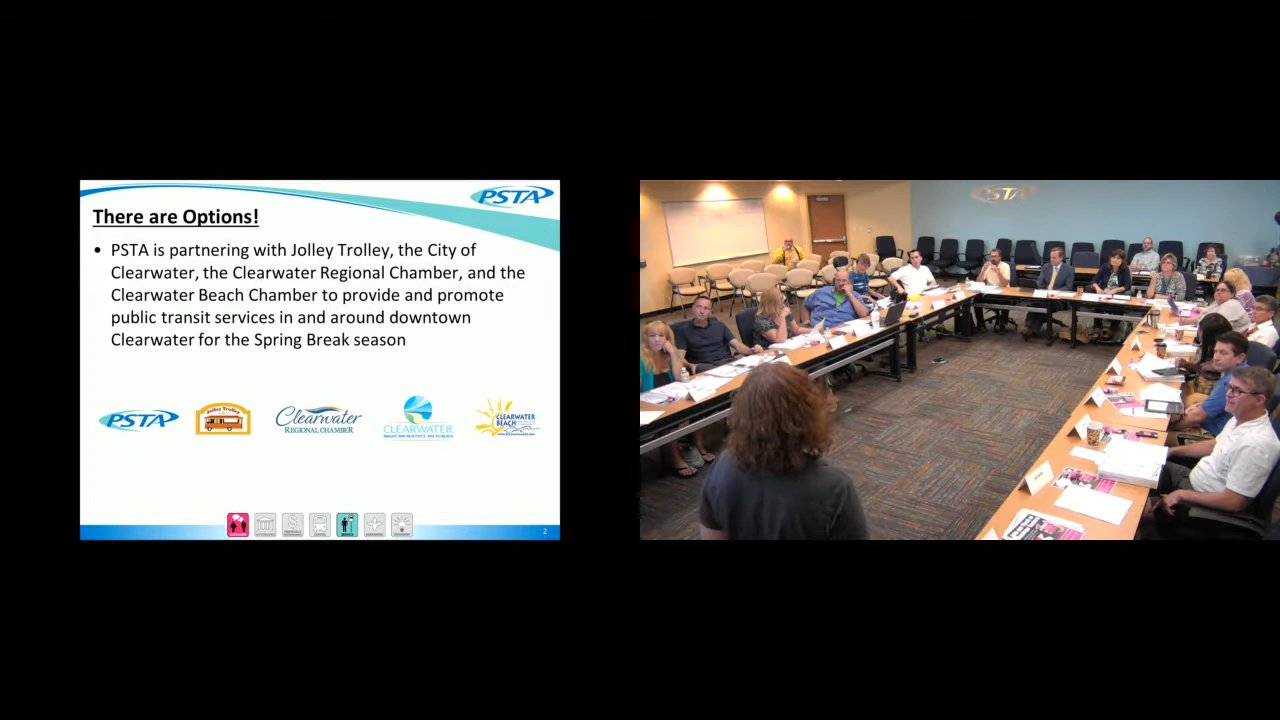 PSTA
There are Options!
• PSTA is partnering with Jolley Trolley, the City of
Clearwater, the Clearwater Regional Chamber, and the
Clearwater Beach Chamber to provide and promote
public transit services in and around downtown
Clearwater for the Spring Break season
PSTA
Jolley Trolley
Clearwater
REGIONAL CHAMBER
CLEARWATER
CLEARWATER
BEACH
2
PSTA